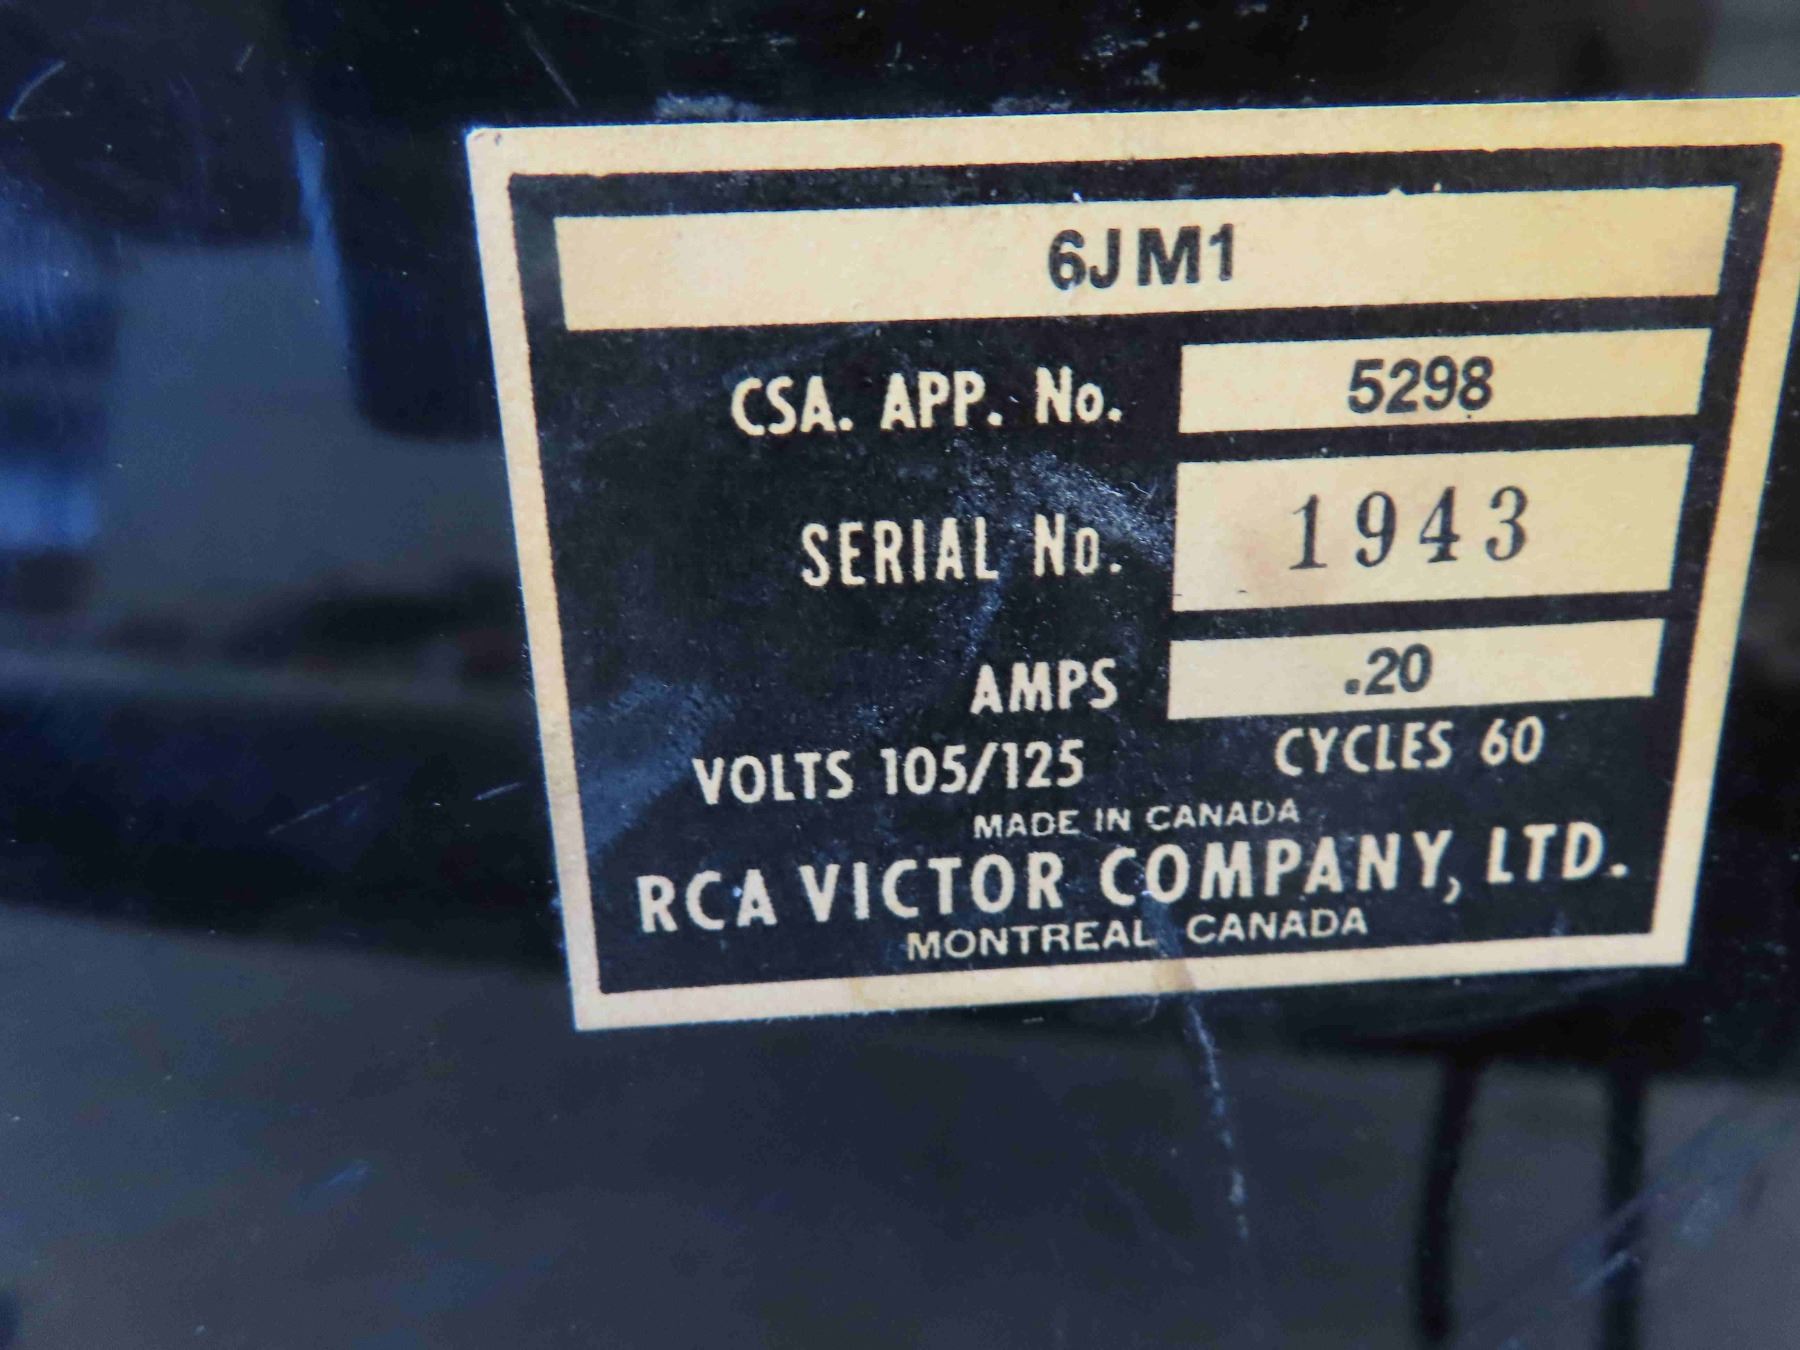 6JM1
CSA. APP. No. 5298
SERIAL No. 1943
AMPS .20
VOLTS 105/125 CYCLES 60
MADE IN CANADA
RCA VICTOR COMPANY, LTD.
MONTREAL CANADA